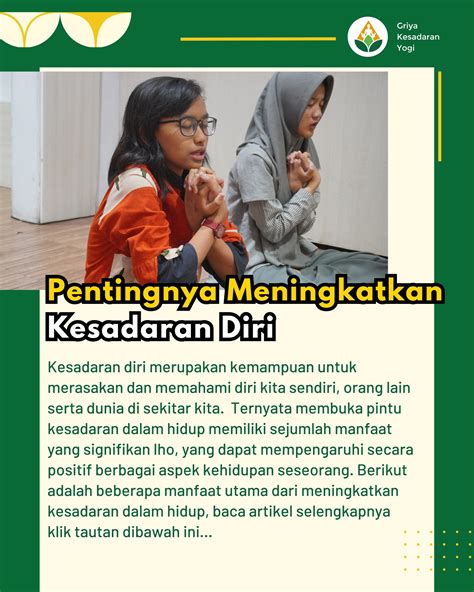 Griya
Kesadaran
Yogi
Pentingnya Meningkatkan
Kesadaran Diri
Kesadaran diri merupakan kemampuan untuk
merasakan dan memahami diri kita sendiri, orang lain
serta dunia di sekitar kita.  Ternyata membuka pintu
kesadaran dalam hidup memiliki sejumlah manfaat
yang signifikan lho, yang dapat mempengaruhi secara
positif berbagai aspek kehidupan seseorang. Berikut
adalah beberapa manfaat utama dari meningkatkan
kesadaran dalam hidup, baca artikel selengkapnya
klik tautan dibawah ini...